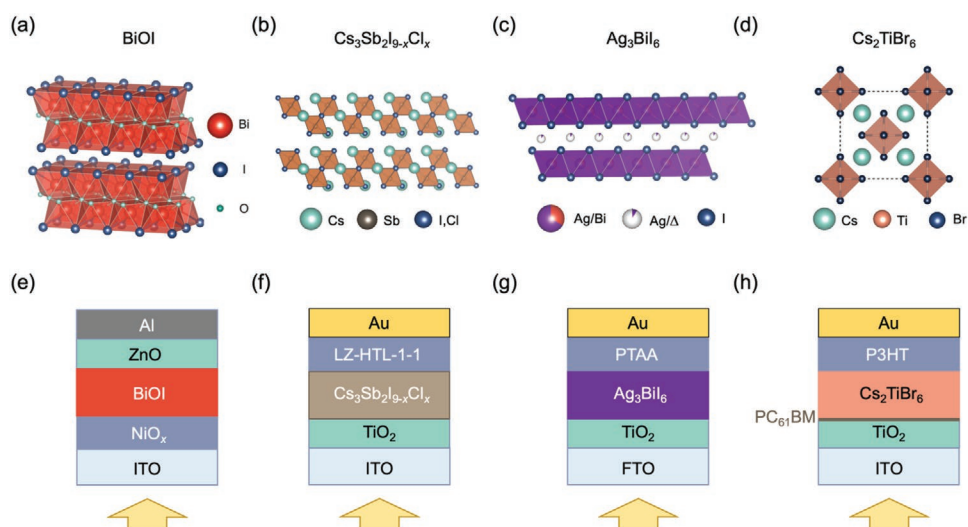 (a)
BiOI
Bi
I
O
(b)
Cs₃Sb₂I₉₋ₓClₓ
Cs
Sb
I,Cl
(c)
Ag₃BiI₆
Ag/Bi
Ag/Δ
I
(d)
Cs₂TiBr₆
Cs
Ti
Br
(e)
Al
ZnO
BiOI
NiOₓ
ITO
(f)
Au
LZ-HTL-1-1
Cs₃Sb₂I₉₋ₓClₓ
TiO₂
ITO
(g)
Au
PTAA
Ag₃BiI₆
TiO₂
FTO
(h)
Au
P3HT
Cs₂TiBr₆
PC₆₁BM
TiO₂
ITO